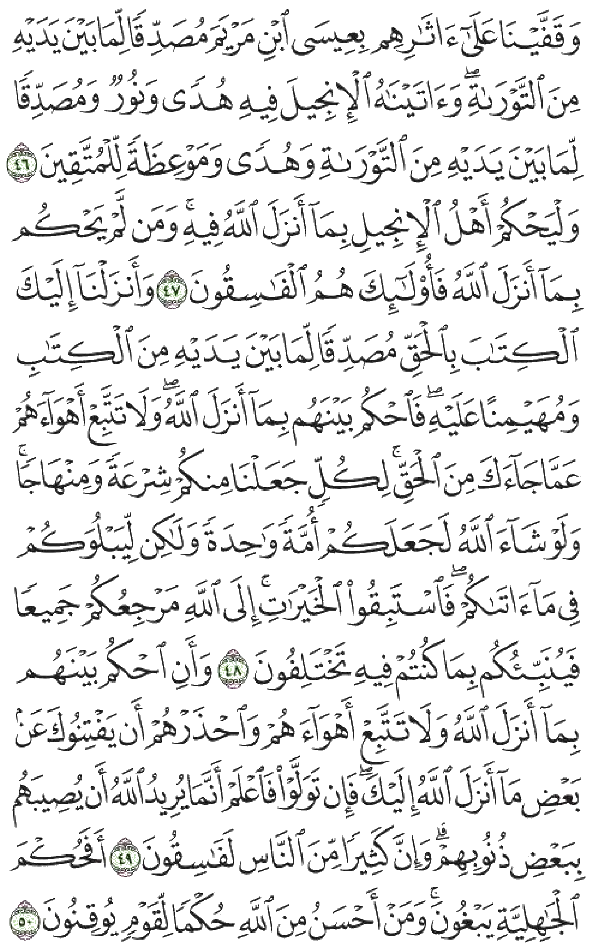 وَقَفَّيْنَا عَلَىٰٓ ءَاثَٰرِهِم بِعِيسَى ٱبْنِ مَرْيَمَ مُصَدِّقًا لِّمَا بَيْنَ يَدَيْهِ
مِنَ ٱلتَّوْرَىٰةِ ۖ وَءَاتَيْنَٰهُ ٱلْإِنجِيلَ فِيهِ هُدًى وَنُورٌ وَمُصَدِّقًا
لِّمَا بَيْنَ يَدَيْهِ مِنَ ٱلتَّوْرَىٰةِ وَهُدًى وَمَوْعِظَةً لِّلْمُتَّقِينَ ٤٦
وَلْيَحْكُمْ أَهْلُ ٱلْإِنجِيلِ بِمَآ أَنزَلَ ٱللَّهُ فِيهِ ۚ وَمَن لَّمْ يَحْكُم
بِمَآ أَنزَلَ ٱللَّهُ فَأُو۟لَٰٓئِكَ هُمُ ٱلْفَٰسِقُونَ ٤٧ وَأَنزَلْنَآ إِلَيْكَ
ٱلْكِتَٰبَ بِٱلْحَقِّ مُصَدِّقًا لِّمَا بَيْنَ يَدَيْهِ مِنَ ٱلْكِتَٰبِ
وَمُهَيْمِنًا عَلَيْهِ ۖ فَٱحْكُم بَيْنَهُم بِمَآ أَنزَلَ ٱللَّهُ ۖ وَلَا تَتَّبِعْ أَهْوَآءَهُمْ
عَمَّا جَآءَكَ مِنَ ٱلْحَقِّ ۚ لِكُلٍّ جَعَلْنَا مِنكُمْ شِرْعَةً وَمِنْهَاجًا ۚ
وَلَوْ شَآءَ ٱللَّهُ لَجَعَلَكُمْ أُمَّةً وَٰحِدَةً وَلَٰكِن لِّيَبْلُوَكُمْ
فِى مَآ ءَاتَىٰكُمْ ۖ فَٱسْتَبِقُوا۟ ٱلْخَيْرَٰتِ ۚ إِلَى ٱللَّهِ مَرْجِعُكُمْ جَمِيعًا
فَيُنَبِّئُكُم بِمَا كُنتُمْ فِيهِ تَخْتَلِفُونَ ٤٨ وَأَنِ ٱحْكُم بَيْنَهُم
بِمَآ أَنزَلَ ٱللَّهُ وَلَا تَتَّبِعْ أَهْوَآءَهُمْ وَٱحْذَرْهُمْ أَن يَفْتِنُوكَ عَنۢ
بَعْضِ مَآ أَنزَلَ ٱللَّهُ إِلَيْكَ ۖ فَإِن تَوَلَّوْا۟ فَٱعْلَمْ أَنَّمَا يُرِيدُ ٱللَّهُ أَن يُصِيبَهُم
بِبَعْضِ ذُنُوبِهِمْ ۗ وَإِنَّ كَثِيرًا مِّنَ ٱلنَّاسِ لَفَٰسِقُونَ ٤٩ أَفَحُكْمَ
ٱلْجَٰهِلِيَّةِ يَبْغُونَ ۚ وَمَنْ أَحْسَنُ مِنَ ٱللَّهِ حُكْمًا لِّقَوْمٍ يُوقِنُونَ ٥٠